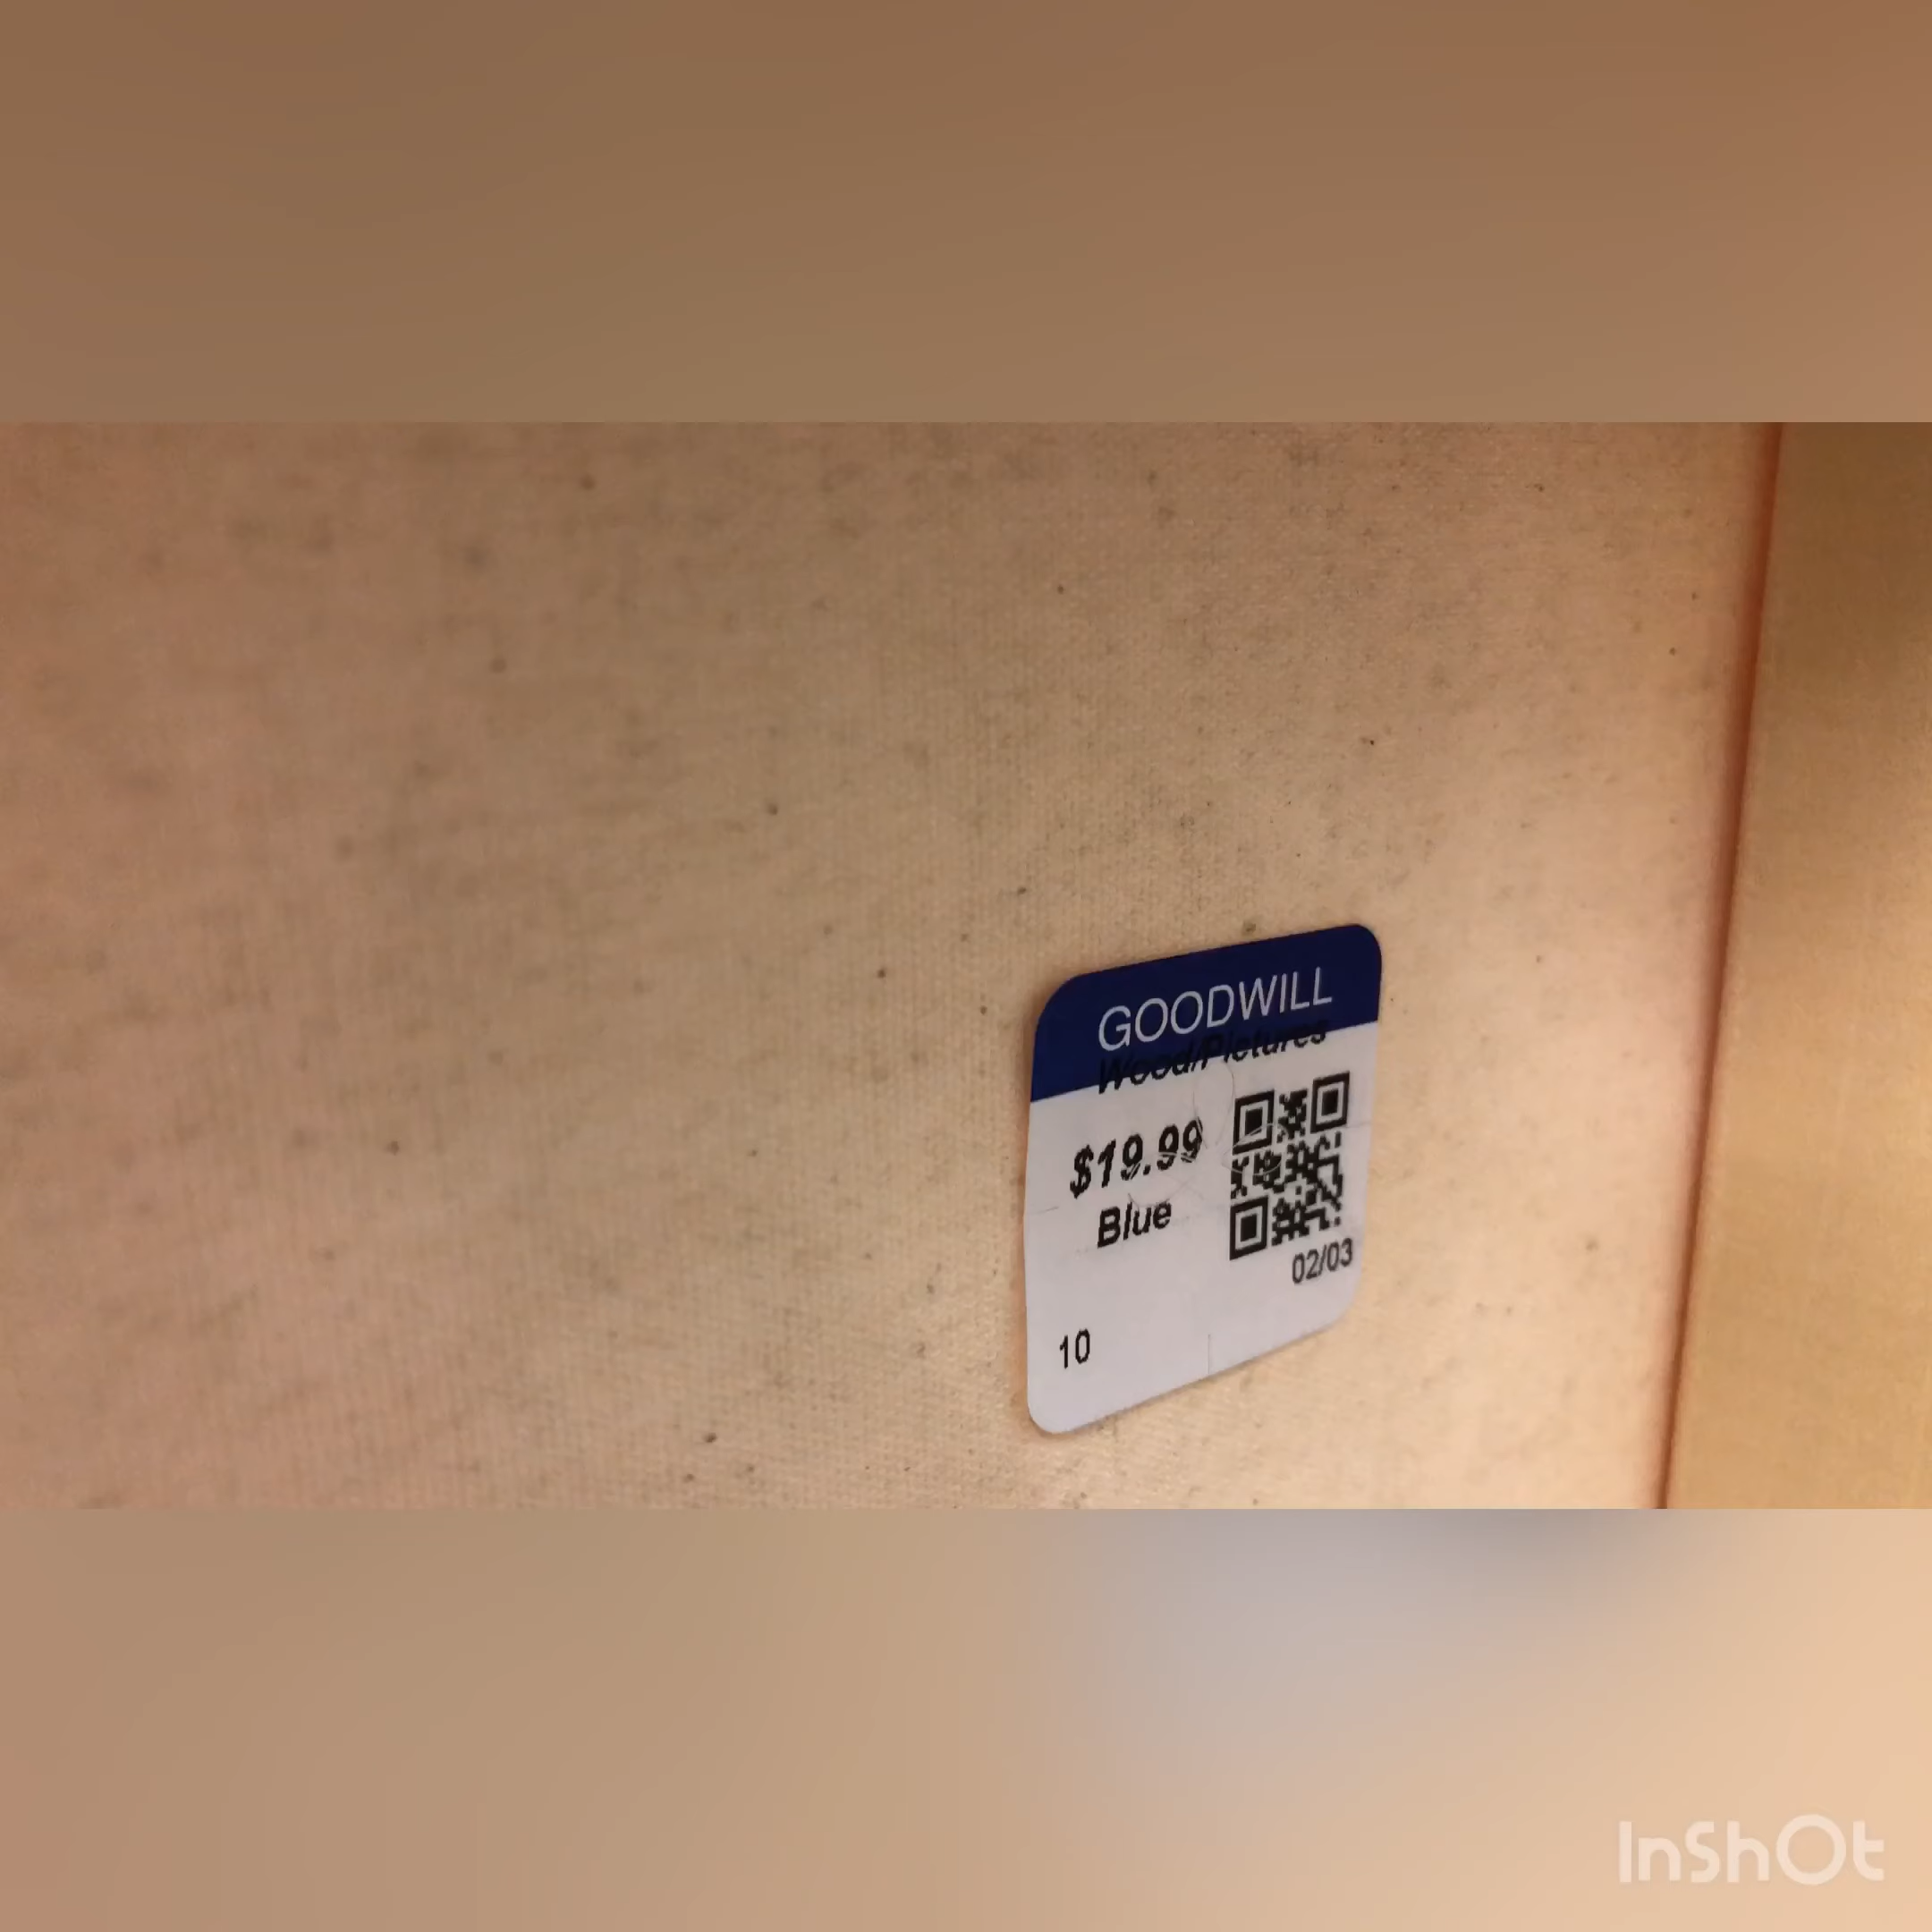 GOODWILL
Wood/Pictures
$19.99
Blue
02/03
10
InShOt